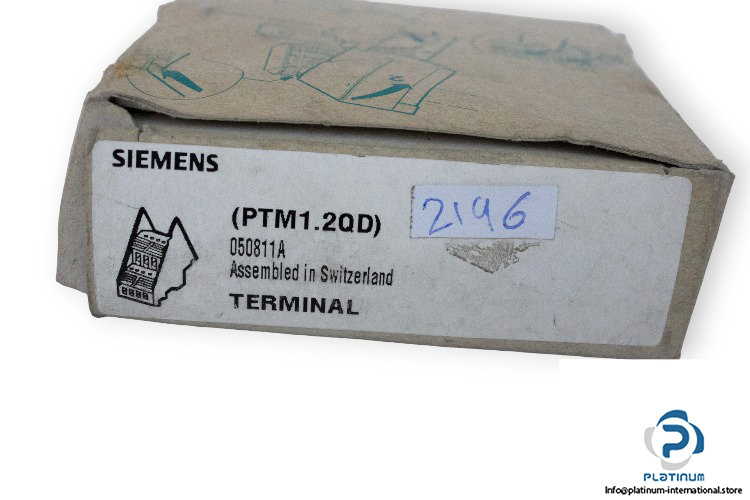 SIEMENS
(PTM1.2QD)
2196
050811A
Assembled in Switzerland
TERMINAL
PLATINUM
Info@platinum-international.store